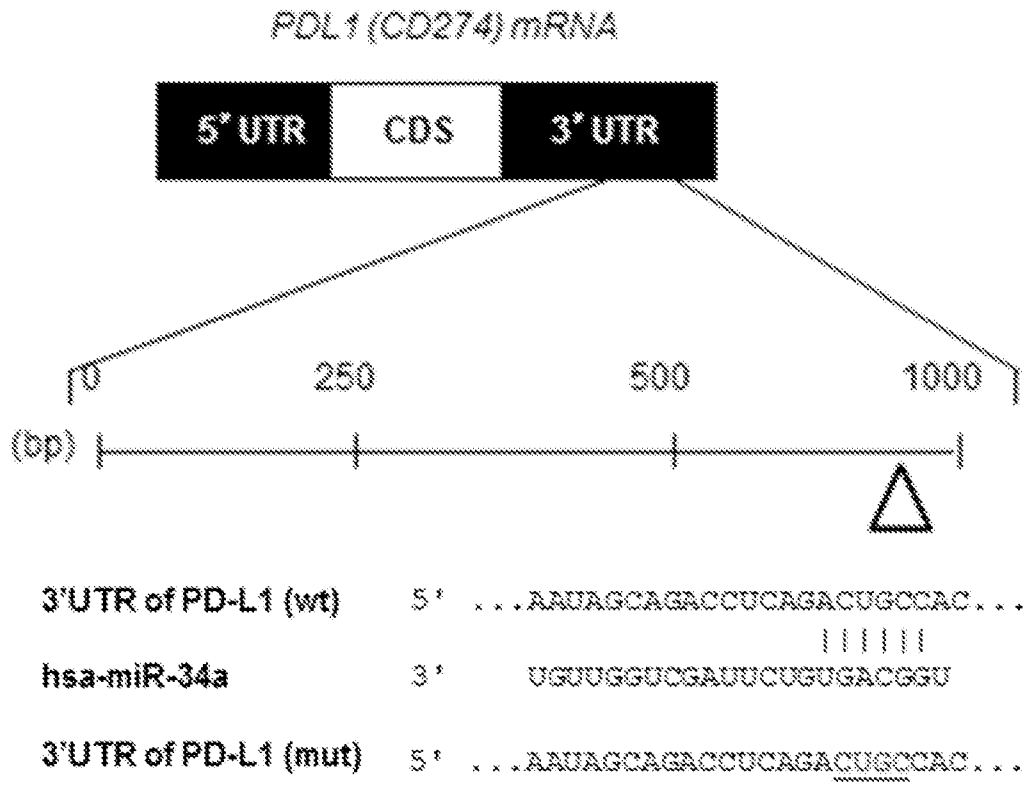 PDL1 (CD274) mRNA
5' UTR CDS 3' UTR
0 250 500 1000
(bp)
3'UTR of PD-L1 (wt) 5' ...AAUAGCAGACCUCAGACUGCCAC...
hsa-miR-34a 3' UGUUGGUCGAUUCUGUGACGGU
3'UTR of PD-L1 (mut) 5' ...AAUAGCAGACCUCAGACUGCCAC...